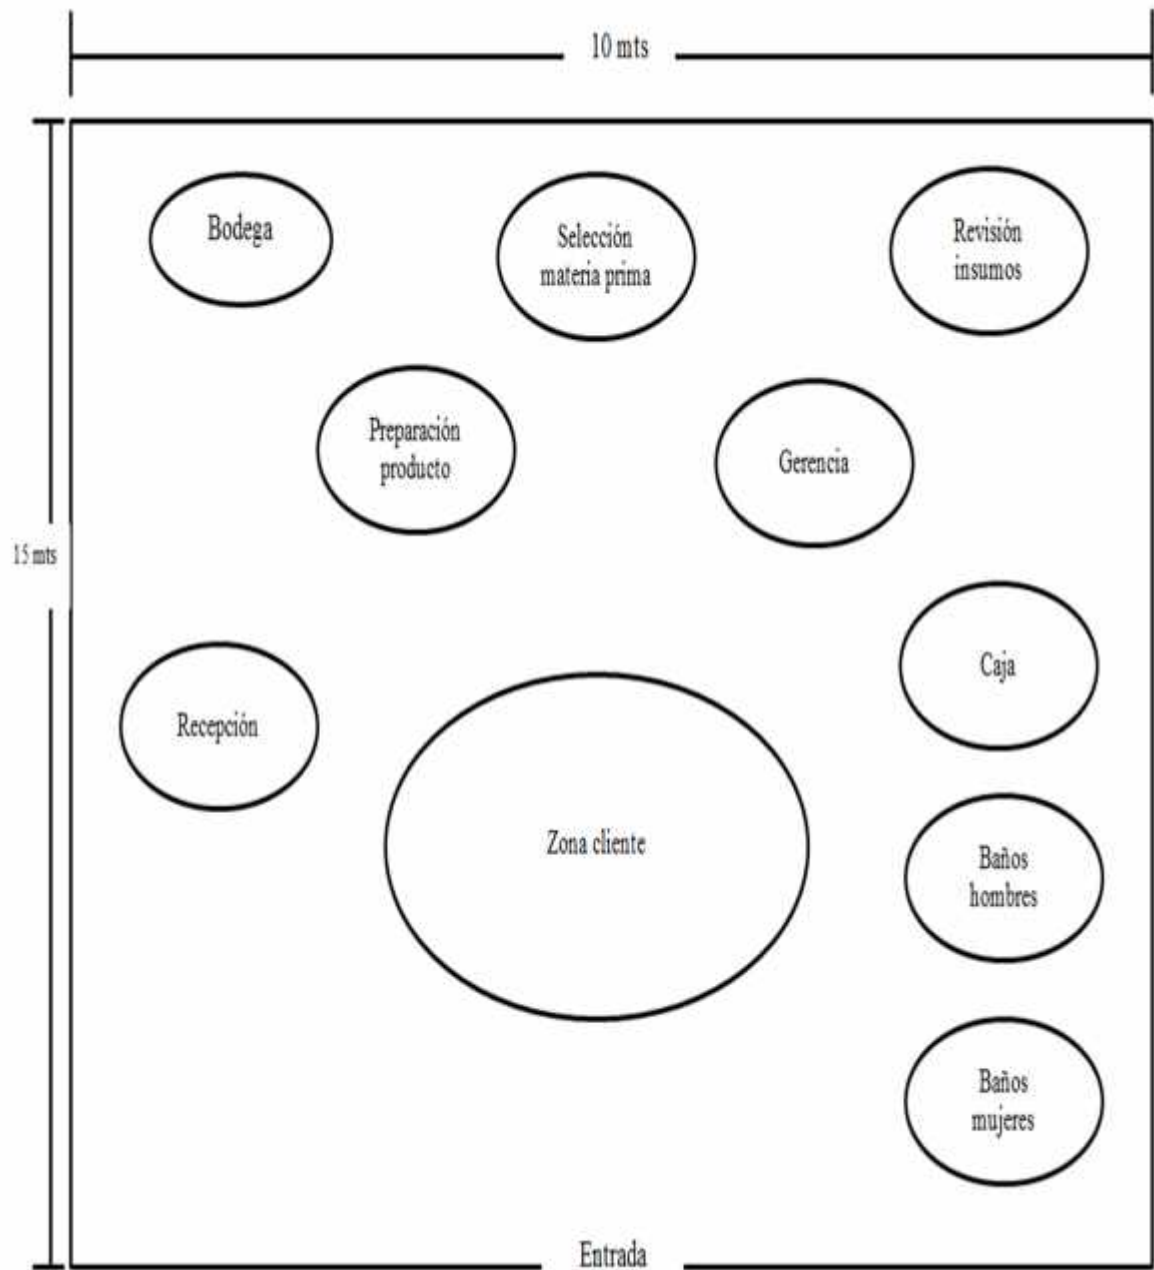 10 mts
Bodega
Selección
materia prima
Revisión
insumos
Preparación
producto
Gerencia
15 mts
Caja
Recepción
Zona cliente
Baños
hombres
Baños
mujeres
Entrada